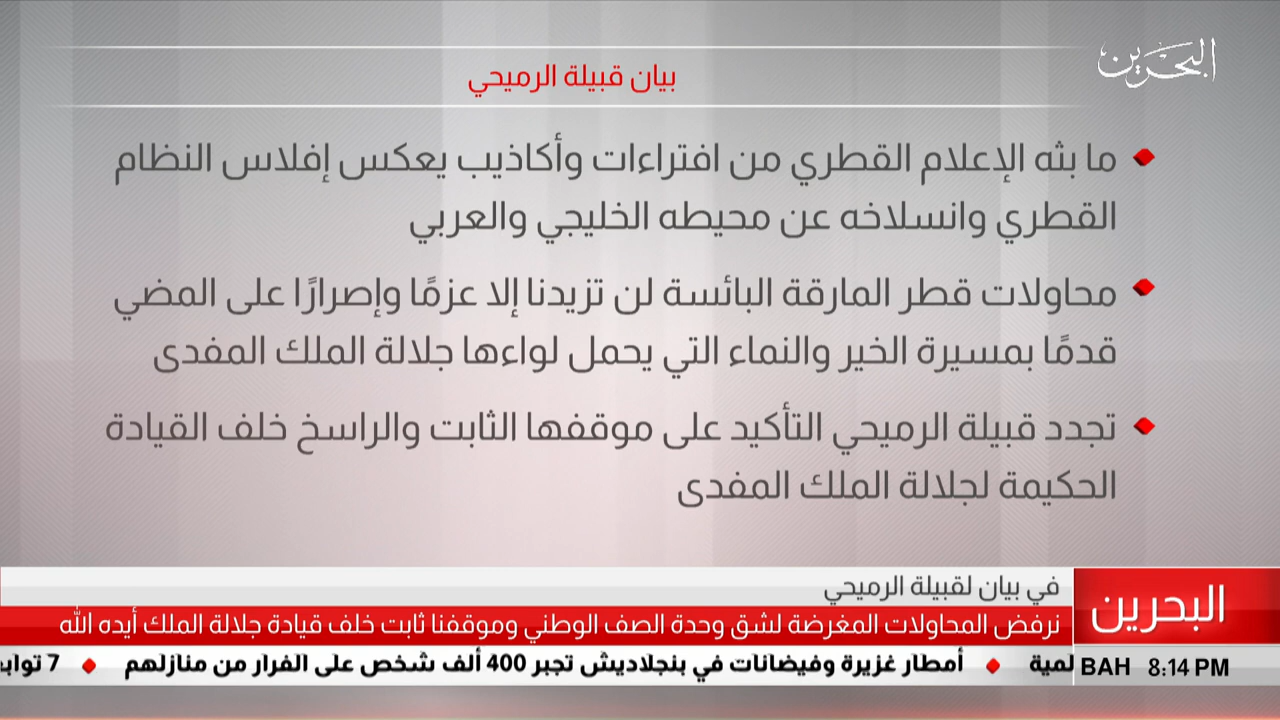 البحرين
بيان قبيلة الرميحي
ما بثه الإعلام القطري من افتراءات وأكاذيب يعكس إفلاس النظام
القطري وانسلاخه عن محيطه الخليجي والعربي
محاولات قطر المارقة البائسة لن تزيدنا إلا عزمًا وإصرارًا على المضي
قدمًا بمسيرة الخير والنماء التي يحمل لواءها جلالة الملك المفدى
تجدد قبيلة الرميحي التأكيد على موقفها الثابت والراسخ خلف القيادة
الحكيمة لجلالة الملك المفدى
في بيان لقبيلة الرميحي
البحرين
نرفض المحاولات المغرضة لشق وحدة الصف الوطني وموقفنا ثابت خلف قيادة جلالة الملك أيده الله
BAH 8:14 PM
أمطار غزيرة وفيضانات في بنجلاديش تجبر 400 ألف شخص على الفرار من منازلهم 7